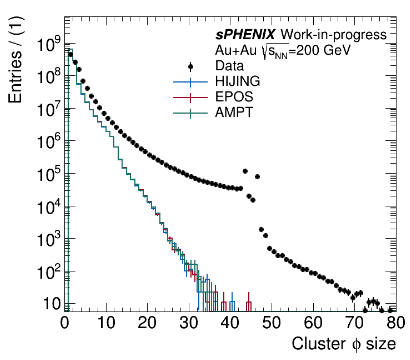 sPHENIX Work-in-progress
Au+Au √sNN=200 GeV
Data
HIJING
EPOS
AMPT
Entries / (1)
10⁹
10⁸
10⁷
10⁶
10⁵
10⁴
10³
10²
10
0 10 20 30 40 50 60 70 80
Cluster ϕ size